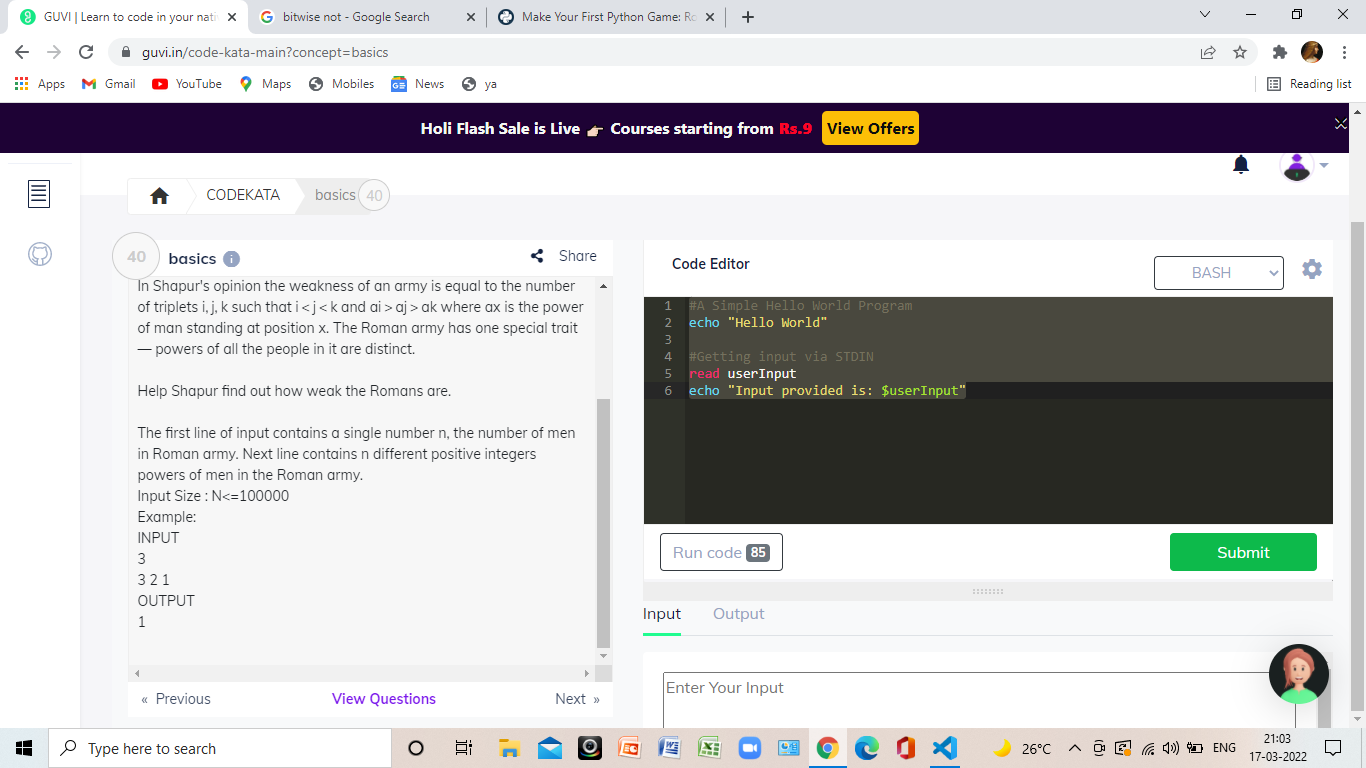 GUVI | Learn to code in your nati
bitwise not - Google Search
Make Your First Python Game: Ro
guvi.in/code-kata-main?concept=basics
Apps
Gmail
YouTube
Maps
Mobiles
News
ya
Reading list
Holi Flash Sale is Live 👉 Courses starting from Rs.9 View Offers
CODEKATA
basics 40
40 basics
Share
In Shapur's opinion the weakness of an army is equal to the number
of triplets i, j, k such that i < j < k and ai > aj > ak where ax is the power
of man standing at position x. The Roman army has one special trait
— powers of all the people in it are distinct.
Help Shapur find out how weak the Romans are.
The first line of input contains a single number n, the number of men
in Roman army. Next line contains n different positive integers
powers of men in the Roman army.
Input Size : N<=100000
Example:
INPUT
3
3 2 1
OUTPUT
1
« Previous
View Questions
Next »
Code Editor
BASH
1 #A Simple Hello World Program
2 echo "Hello World"
3
4 #Getting input via STDIN
5 read userInput
6 echo "Input provided is: $userInput"
Run code 85
Submit
Input
Output
Enter Your Input
Type here to search
26°C
ENG
21:03
17-03-2022